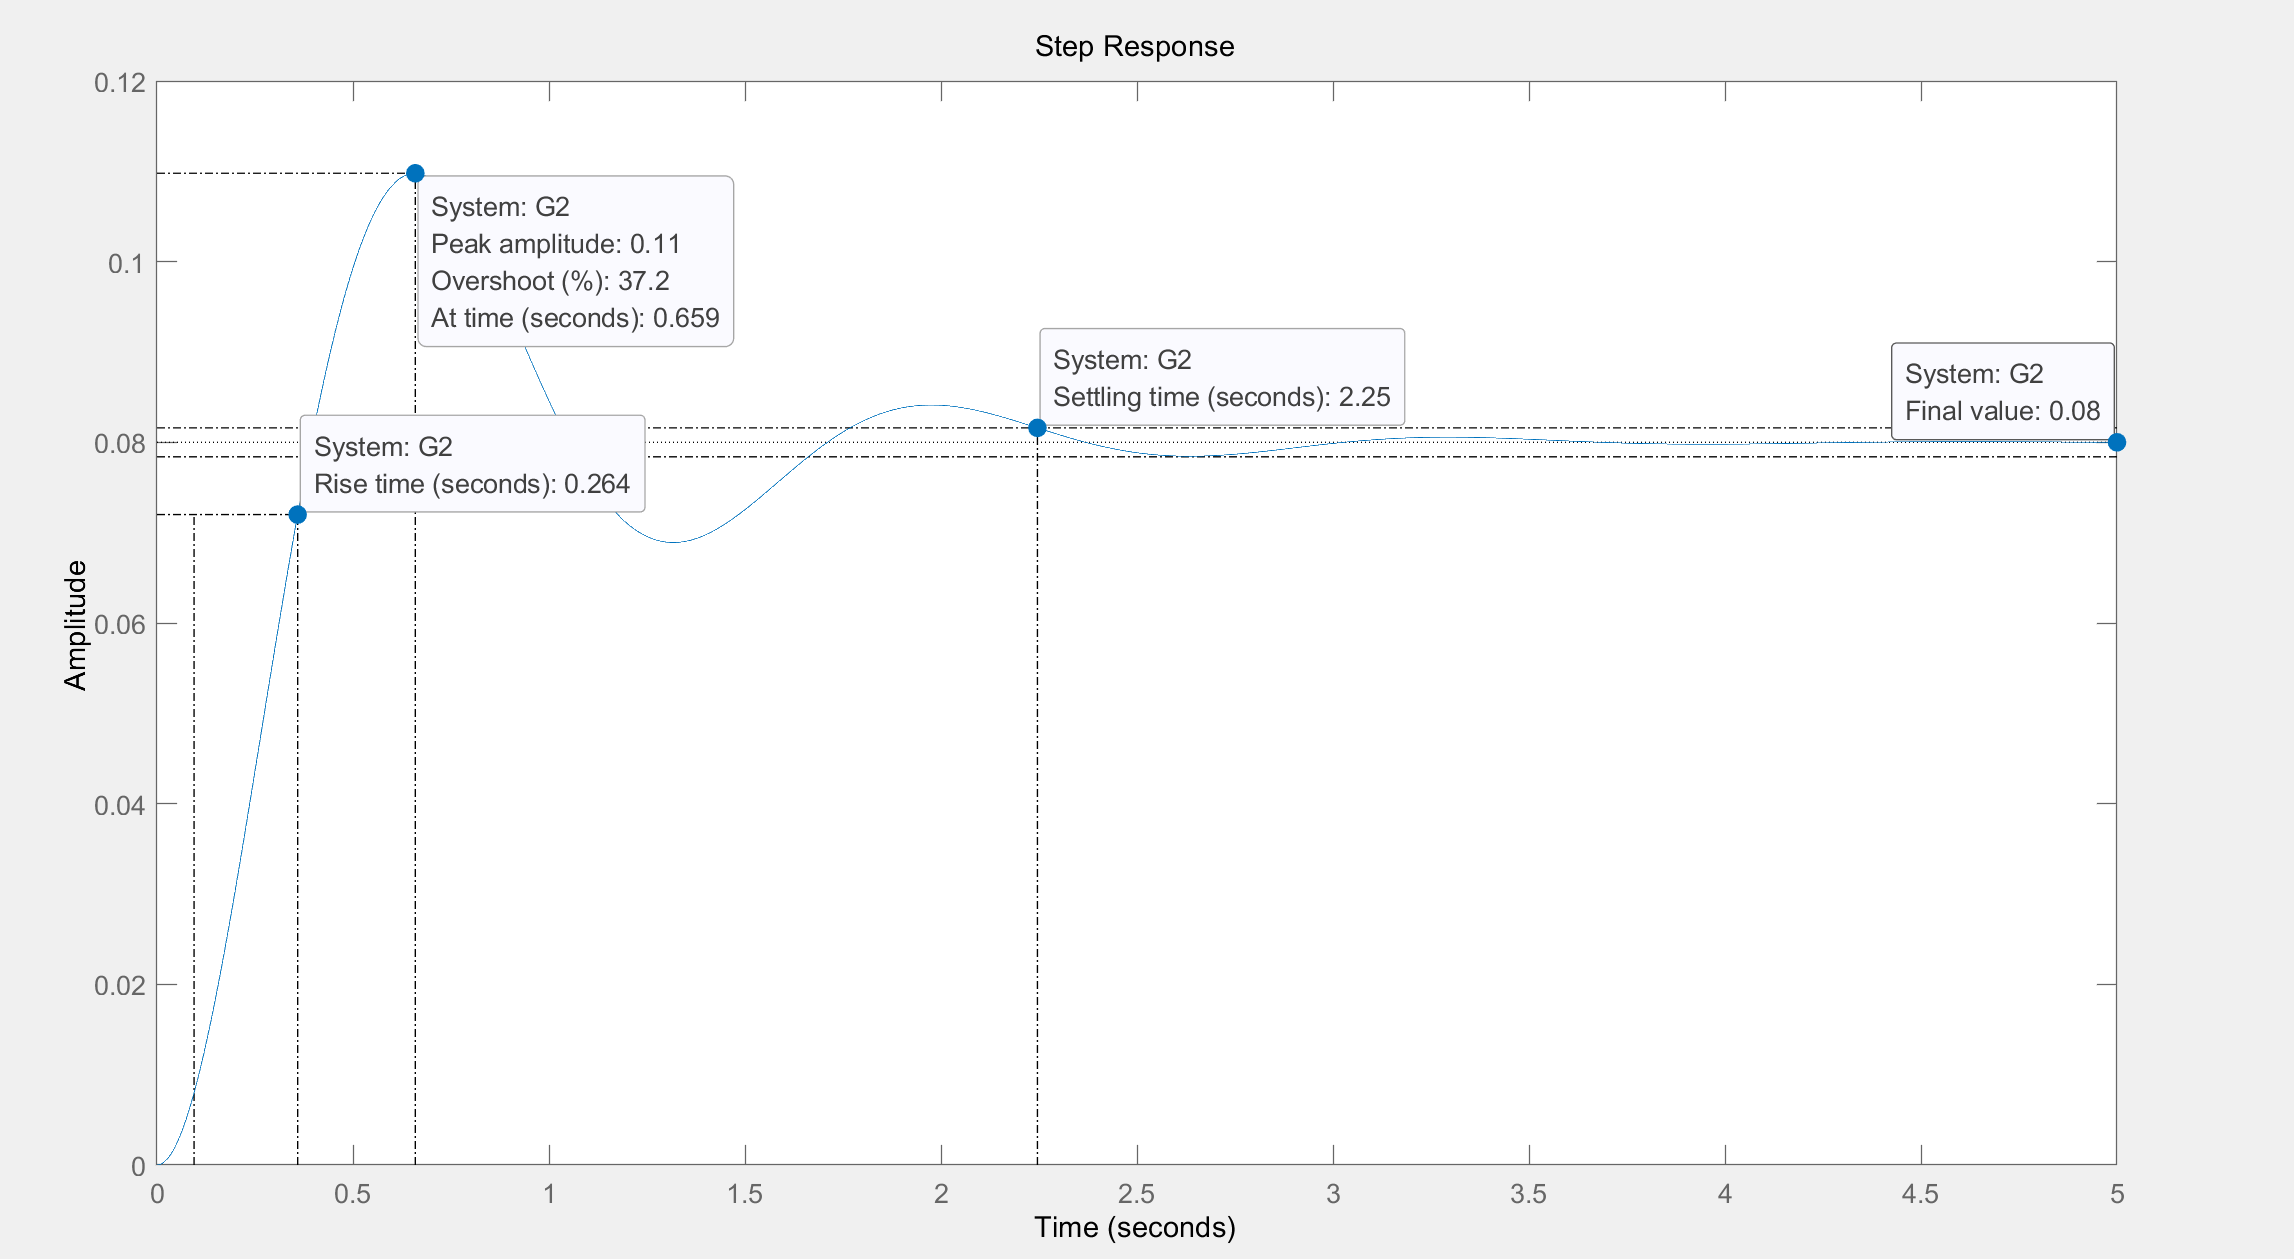 Step Response
0.12
0.1
0.08
0.06
0.04
0.02
0
Amplitude
System: G2
Peak amplitude: 0.11
Overshoot (%): 37.2
At time (seconds): 0.659
System: G2
Settling time (seconds): 2.25
System: G2
Final value: 0.08
System: G2
Rise time (seconds): 0.264
0
0.5
1
1.5
2
2.5
3
3.5
4
4.5
5
Time (seconds)